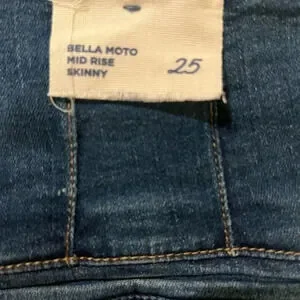 BELLA MOTO
MID RISE
SKINNY
25